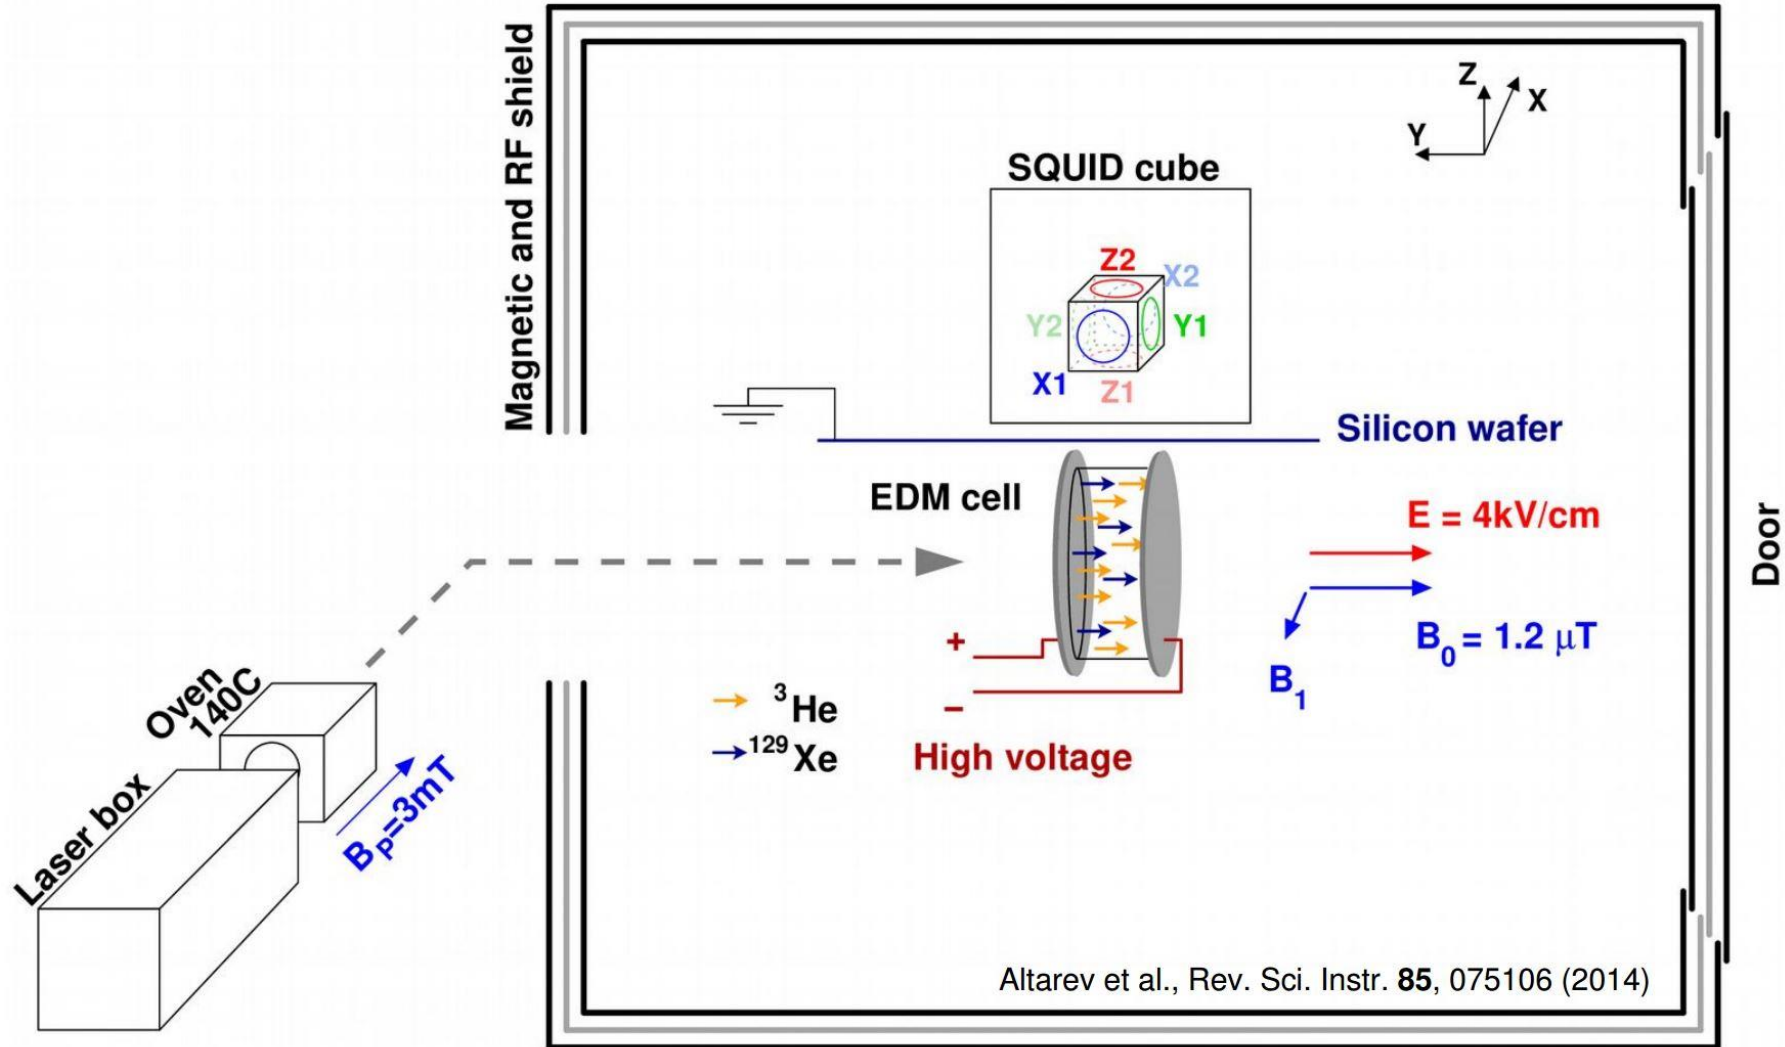 Magnetic and RF shield
Z
X
Y
SQUID cube
Z2
X2
Y2
Y1
X1
Z1
Silicon wafer
EDM cell
E = 4kV/cm
B0 = 1.2 μT
B1
Door
+
−
High voltage
3He
129Xe
Oven
140C
Laser box
BP=3mT
Altarev et al., Rev. Sci. Instr. 85, 075106 (2014)